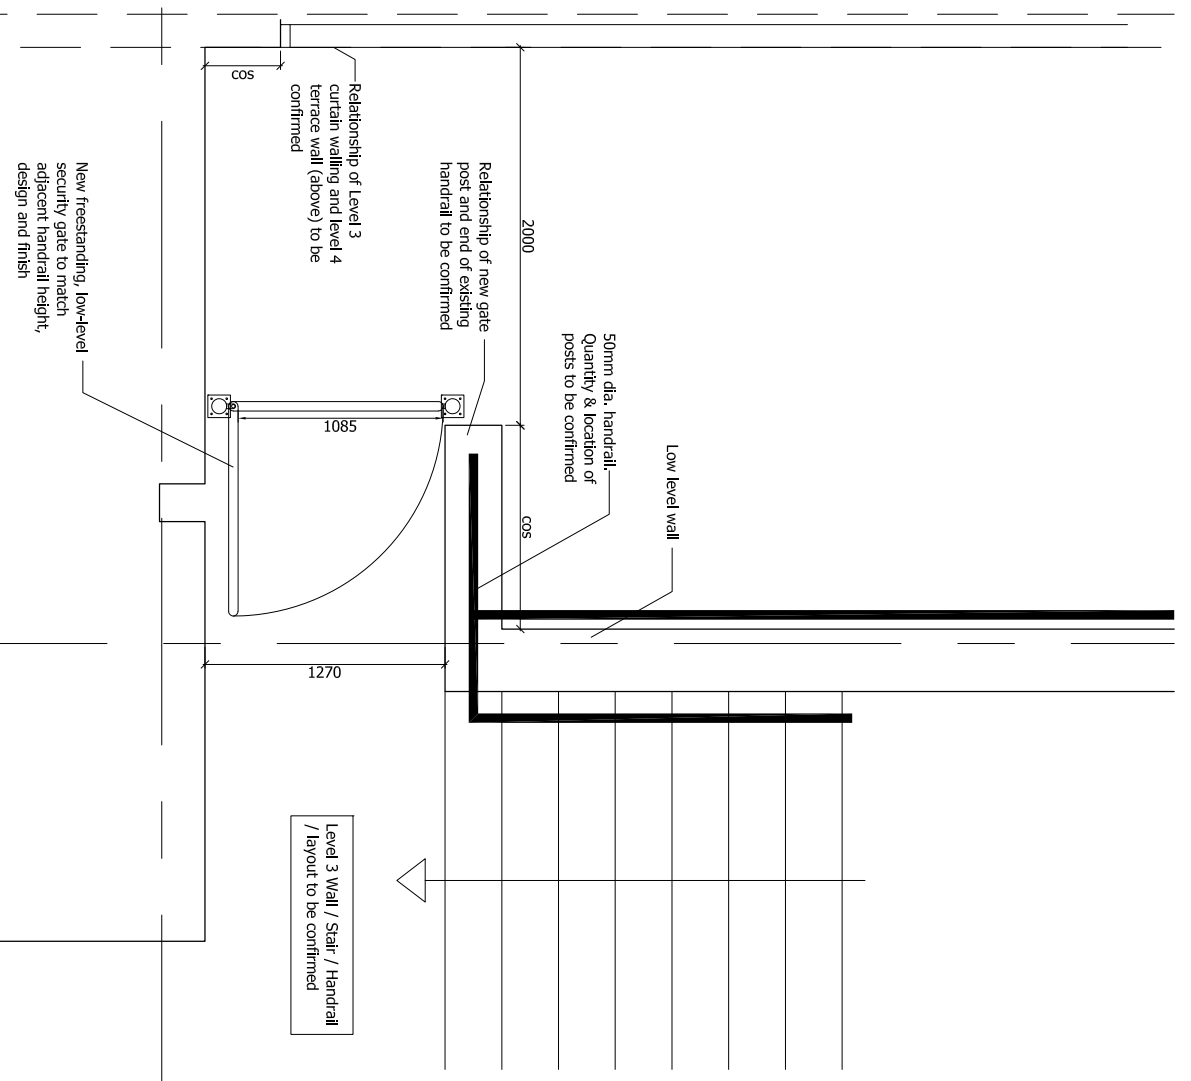 cos
Relationship of Level 3
curtain walling and level 4
terrace wall (above) to be
confirmed
2000
Relationship of new gate
post and end of existing
handrail to be confirmed
New freestanding, low-level
security gate to match
adjacent handrail height,
design and finish
50mm dia. handrail.
Quantity & location of
posts to be confirmed
Low level wall
1085
cos
1270
Level 3 Wall / Stair / Handrail
/ layout to be confirmed